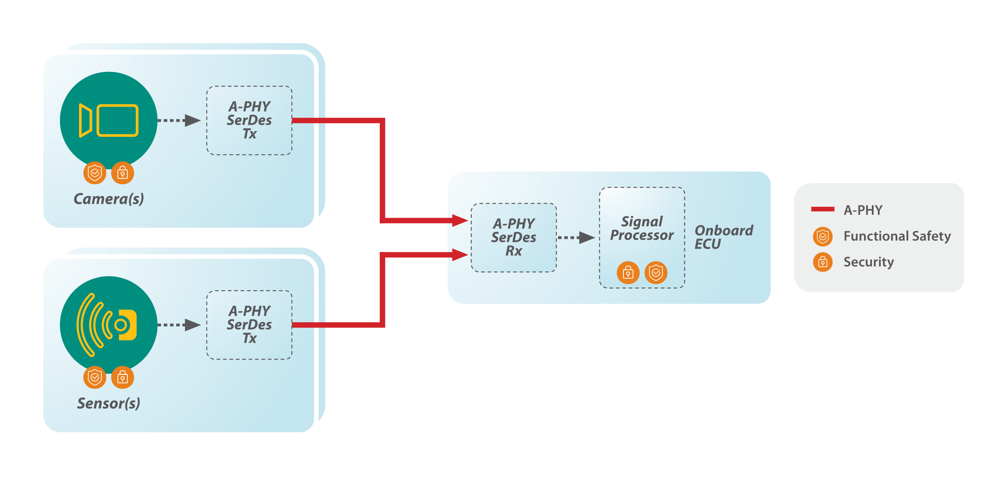 A-PHY
SerDes
Tx
Camera(s)
A-PHY
SerDes
Tx
Sensor(s)
A-PHY
SerDes
Rx
Signal
Processor
Onboard
ECU
A-PHY
Functional Safety
Security